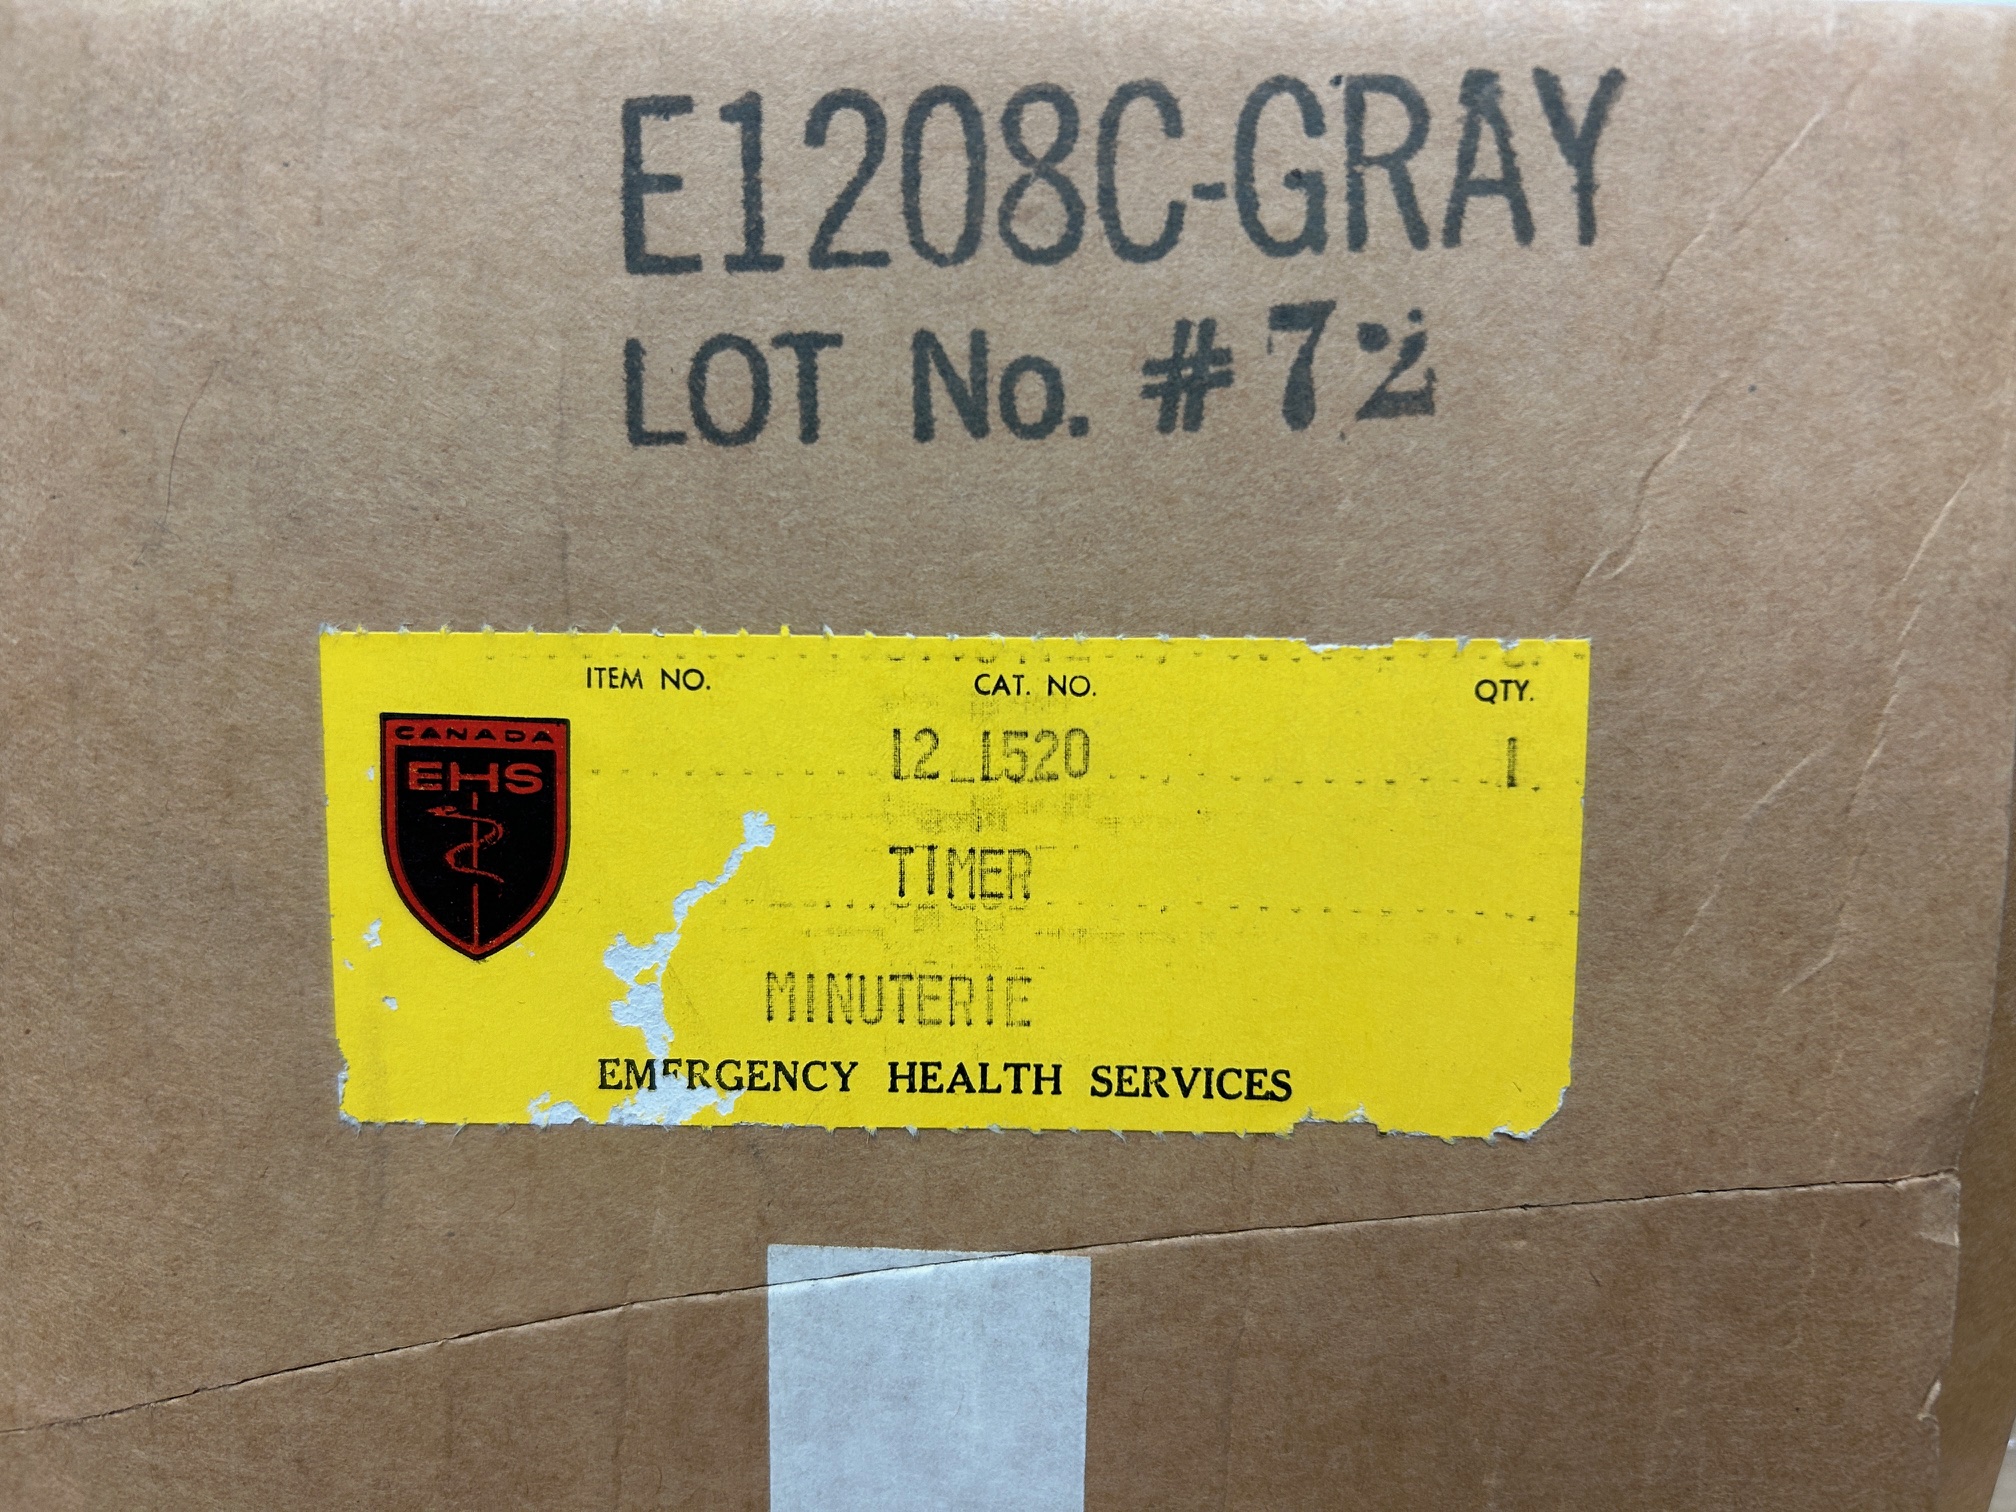 E1208C-GRAY
LOT No. #72
ITEM NO. CAT. NO. QTY.
CANADA
EHS
12 1520 1
TIMER
MINUTERIE
EMERGENCY HEALTH SERVICES